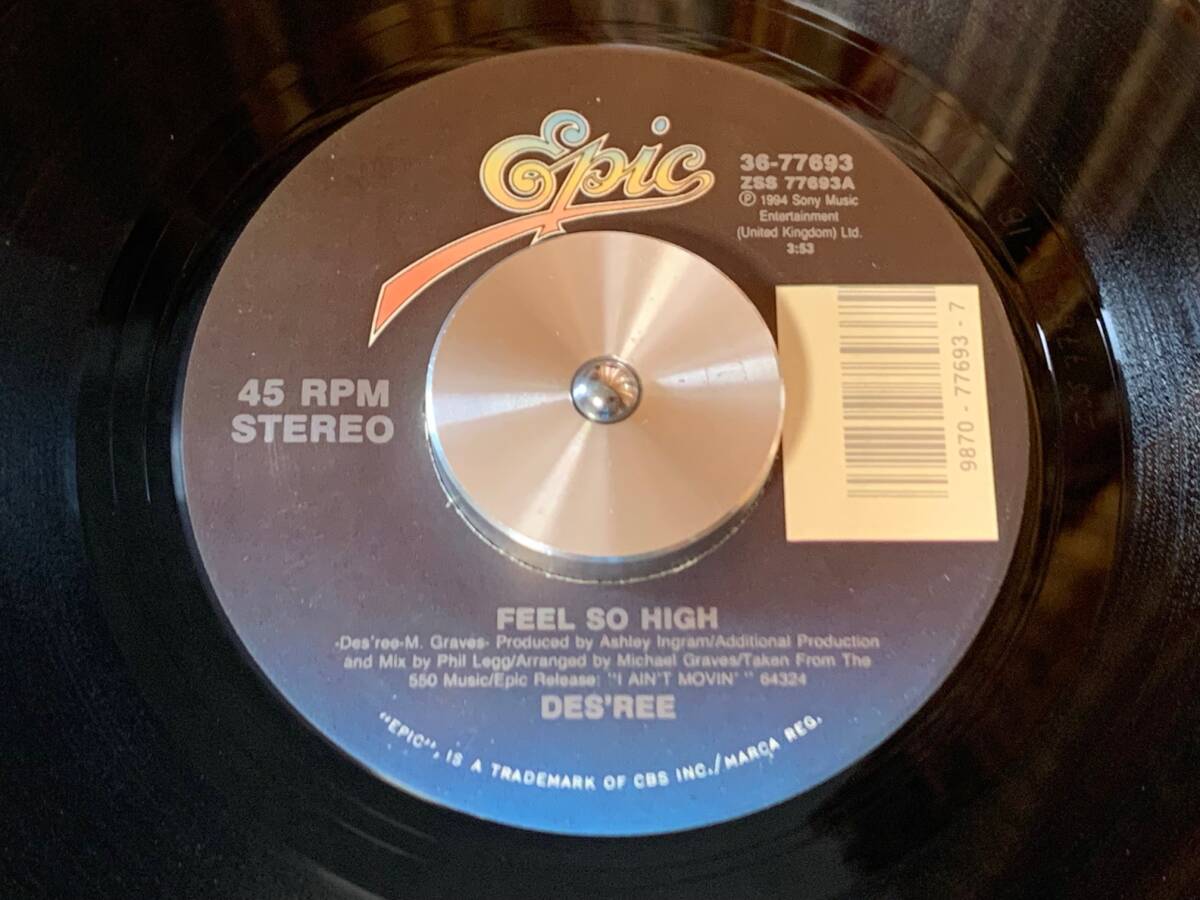 Epic
36-77693
ZSS 77693A
℗ 1994 Sony Music
Entertainment
(United Kingdom) Ltd.
3:53
9870 - 77693 - 7
45 RPM
STEREO
FEEL SO HIGH
-Des'ree-M. Graves- Produced by Ashley Ingram/Additional Production
and Mix by Phil Legg/Arranged by Michael Graves/Taken From The
550 Music/Epic Release: "I AIN'T MOVIN' " 64324
DES'REE
"EPIC", IS A TRADEMARK OF CBS INC./MARCA REG.